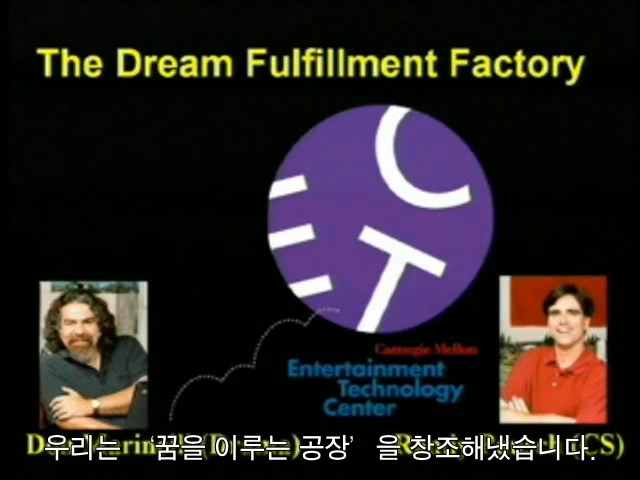 The Dream Fulfillment Factory
E T C
Carnegie Mellon
Entertainment
Technology
Center
우리는 ‘꿈을 이루는 공장’ 을 창조해냈습니다.